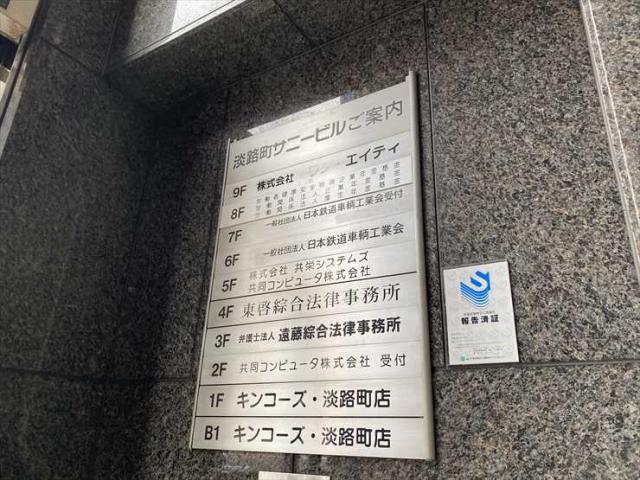 淡路町サニービルご案内
9F 株式会社 エイティ
8F
一般社団法人 日本鉄道車輌工業会受付
7F
6F 一般社団法人 日本鉄道車輌工業会
株式会社 共栄システムズ
5F 共同コンピュータ株式会社
4F 東啓綜合法律事務所
3F 弁護士法人 遠藤綜合法律事務所
2F 共同コンピュータ株式会社 受付
1F キンコーズ・淡路町店
B1 キンコーズ・淡路町店
報告済証